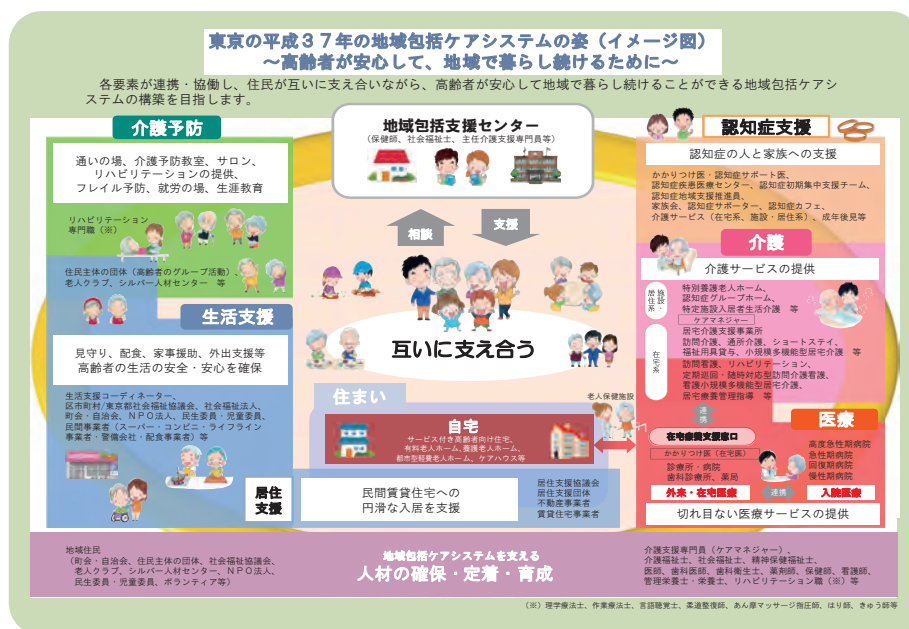 東京の平成３７年の地域包括ケアシステムの姿（イメージ図）
～高齢者が安心して、地域で暮らし続けるために～
各要素が連携・協働し、住民が互いに支え合いながら、高齢者が安心して地域で暮らし続けることができる地域包括ケアシ
ステムの構築を目指します。
介護予防
通いの場、介護予防教室、サロン、
リハビリテーションの提供、
フレイル予防、就労の場、生涯教育
リハビリテーション
専門職（※）
住民主体の団体（高齢者のグループ活動）、
老人クラブ、シルバー人材センター　等
生活支援
見守り、配食、家事援助、外出支援等
高齢者の生活の安全・安心を確保
生活支援コーディネーター、
区市町村/東京都社会福祉協議会、社会福祉法人、
町会・自治会、ＮＰＯ法人、民生委員・児童委員、
民間事業者（スーパー・コンビニ・ライフライン
事業者・警備会社・配食事業者）等
地域包括支援センター
（保健師、社会福祉士、主任介護支援専門員等）
相談
支援
互いに支え合う
住まい
自宅
サービス付き高齢者向け住宅、
有料老人ホーム、養護老人ホーム、
都市型軽費老人ホーム、ケアハウス等
老人保健施設
居住
支援
民間賃貸住宅への
円滑な入居を支援
居住支援協議会
居住支援団体
不動産事業者
賃貸住宅事業者
認知症支援
認知症の人と家族への支援
かかりつけ医・認知症サポート医、
認知症疾患医療センター、認知症初期集中支援チーム、
認知症地域支援推進員、
家族会、認知症サポーター、認知症カフェ、
介護サービス（在宅系、施設・居住系）、成年後見等
介護
介護サービスの提供
施設・
居住系
特別養護老人ホーム、
認知症グループホーム、
特定施設入居者生活介護　等
ケアマネジャー
居宅介護支援事業所
在宅系
訪問介護、通所介護、ショートステイ、
福祉用具貸与、小規模多機能型居宅介護　等
訪問看護、リハビリテーション、
定期巡回・随時対応型訪問介護看護、
看護小規模多機能型居宅介護、
居宅療養管理指導　等
連携
医療
在宅療養支援窓口
かかりつけ医（在宅医）
診療所・病院
歯科診療所、薬局
高度急性期病院
急性期病院
回復期病院
慢性期病院
外来・在宅医療
連携
入院医療
切れ目ない医療サービスの提供
地域住民
（町会・自治会、住民主体の団体、社会福祉協議会、
老人クラブ、シルバー人材センター、ＮＰＯ法人、
民生委員・児童委員、ボランティア等）
地域包括ケアシステムを支える
人材の確保・定着・育成
介護支援専門員（ケアマネジャー）、
介護福祉士、社会福祉士、精神保健福祉士、
医師、歯科医師、歯科衛生士、薬剤師、保健師、看護師、
管理栄養士・栄養士、リハビリテーション職（※）等
（※）理学療法士、作業療法士、言語聴覚士、柔道整復師、あん摩マッサージ指圧師、はり師、きゅう師等